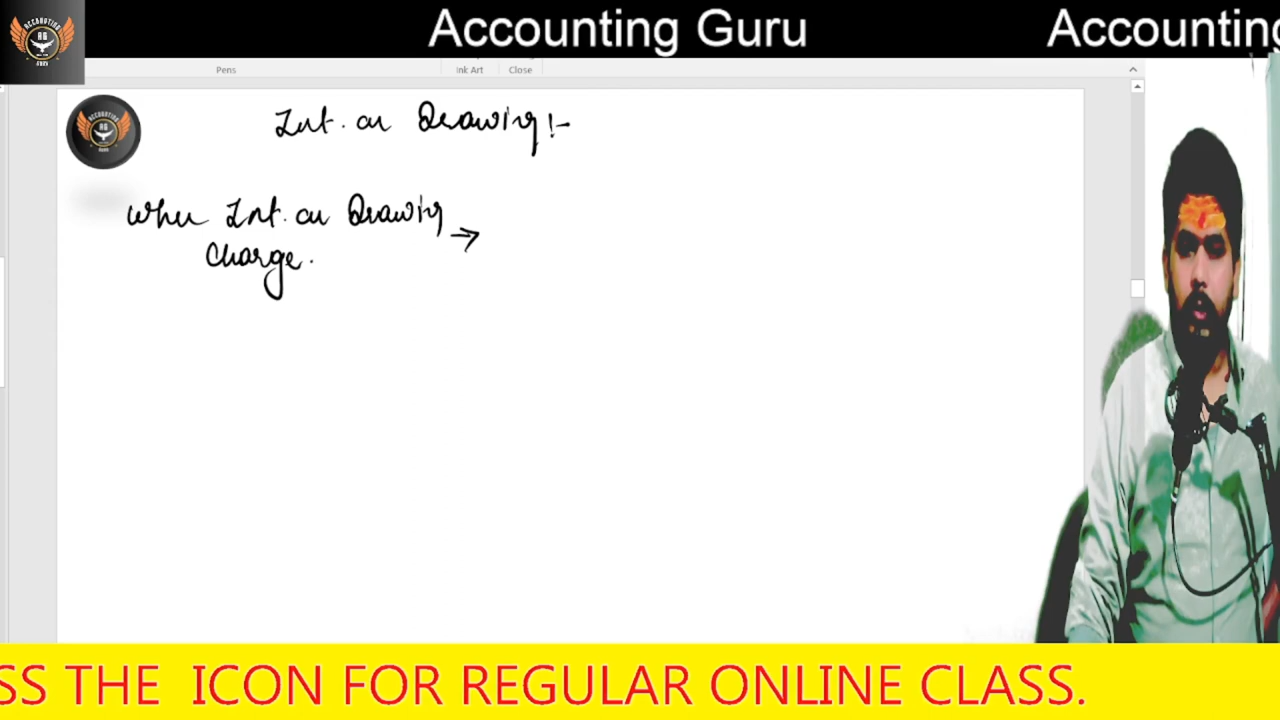 Accounting Guru
Accounting
Pens
Ink Art
Close
Int. on Drawing :-
When Int. on Drawing
Charge.
→
SS THE ICON FOR REGULAR ONLINE CLASS.